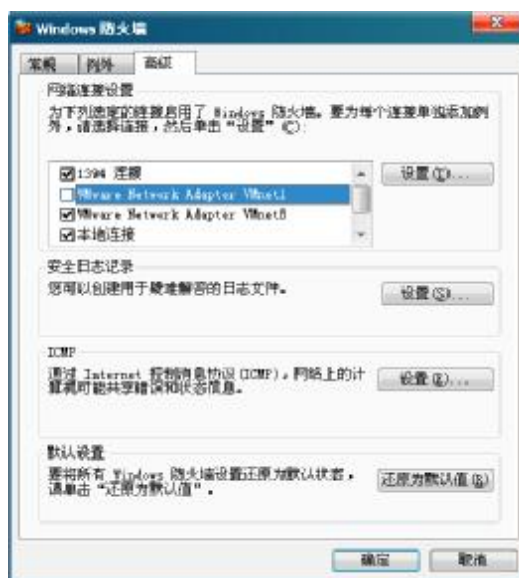 Windows 防火墙
常规 例外 高级
网络连接设置
为下列选定的连接启用了 Windows 防火墙。要为每个连接单独添加例
外，请选择连接，然后单击“设置”(C):
1394 连接
VMware Network Adapter VMnet1
VMware Network Adapter VMnet8
本地连接
设置(T)...
安全日志记录
您可以创建用于疑难解答的日志文件。
设置(S)...
ICMP
通过 Internet 控制消息协议(ICMP)，网络上的计
算机可能共享错误和状态信息。
设置(E)...
默认设置
要将所有 Windows 防火墙设置还原为默认状态，
请单击“还原为默认值”。
还原为默认值(R)
确定 取消